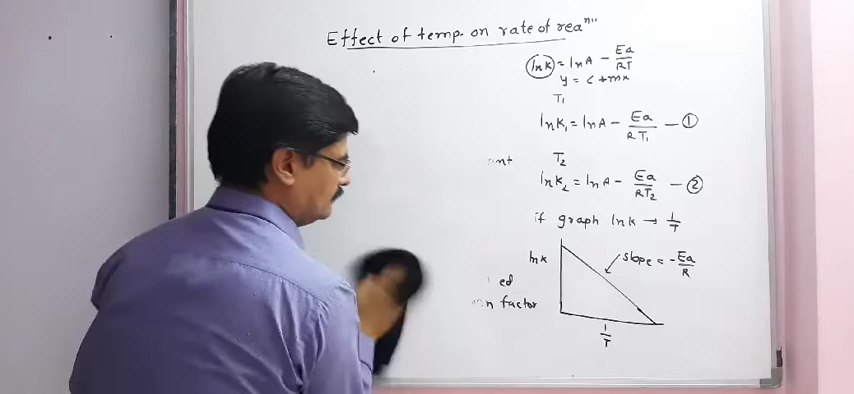 Effect of temp. on rate of reaⁿ
lnk = lnA - Ea/RT
y = c + mx
T₁
lnK₁ = lnA - Ea/RT₁ - ①
T₂
lnK₂ = lnA - Ea/RT₂ - ②
if graph lnk → 1/T
lnk
slope = -Ea/R
ed
factor
1/T